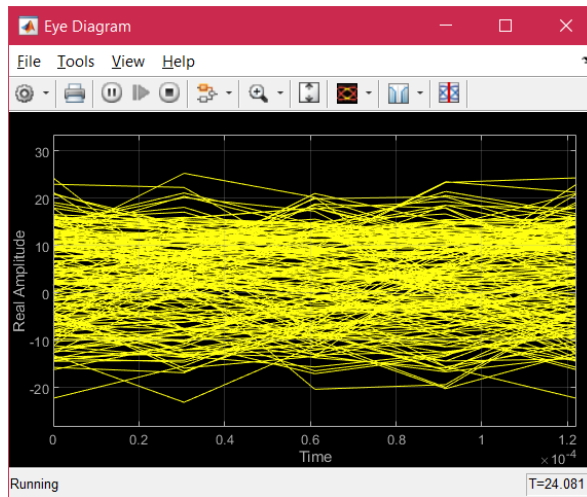 Eye Diagram
File Tools View Help
Real Amplitude
30
20
10
0
-10
-20
0 0.2 0.4 0.6 0.8 1 1.2
Time
×10⁻⁴
Running T=24.081